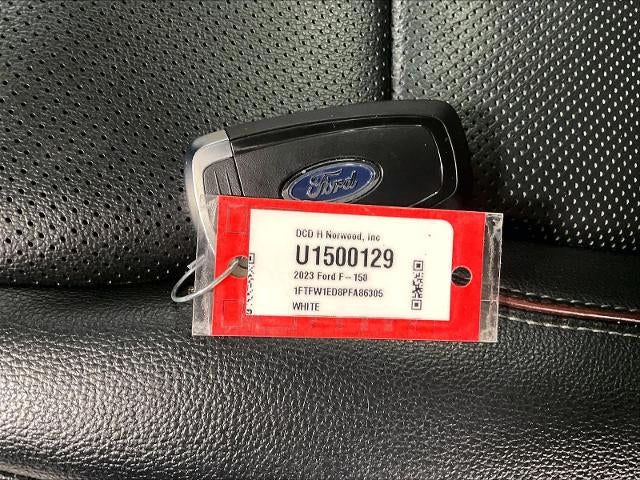 Ford
DCD H Norwood, Inc
U1500129
2023 Ford F-150
1FTFW1ED8PFA86305
WHITE